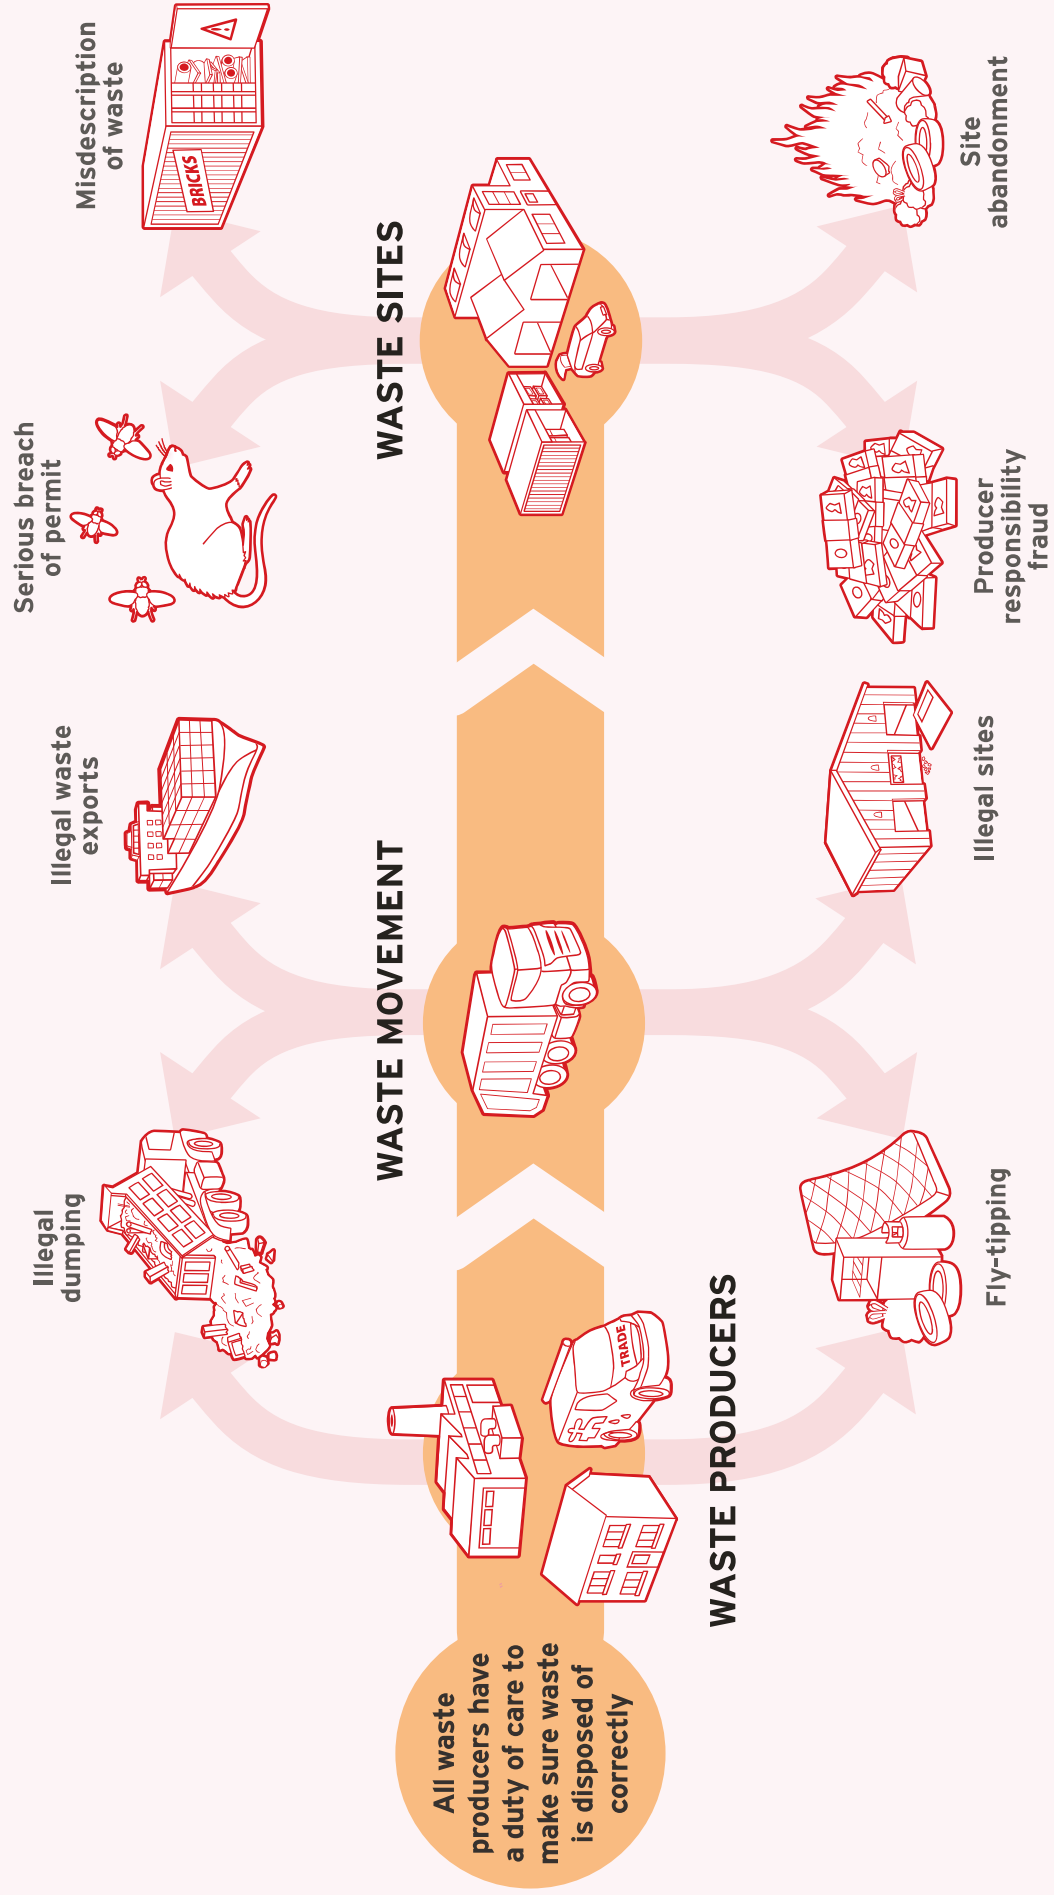 All waste
producers have
a duty of care to
make sure waste
is disposed of
correctly
WASTE PRODUCERS
TRADE
Illegal
dumping
Fly-tipping
WASTE MOVEMENT
Illegal waste
exports
Illegal sites
WASTE SITES
Serious breach
of permit
Misdescription
of waste
BRICKS
Producer
responsibility
fraud
Site
abandonment